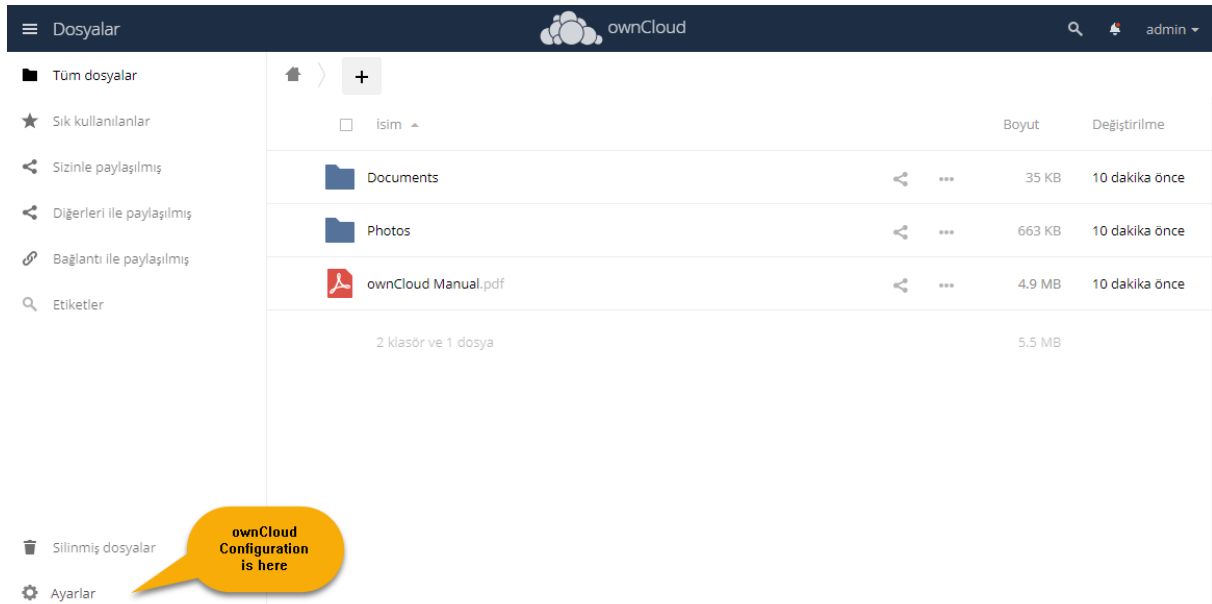 Dosyalar
ownCloud
admin
Tüm dosyalar
Sık kullanılanlar
Sizinle paylaşılmış
Diğerleri ile paylaşılmış
Bağlantı ile paylaşılmış
Etiketler
+
İsim Boyut Değiştirilme
Documents 35 KB 10 dakika önce
Photos 663 KB 10 dakika önce
ownCloud Manual.pdf 4.9 MB 10 dakika önce
2 klasör ve 1 dosya 5.5 MB
Silinmiş dosyalar
Ayarlar
ownCloud
Configuration
is here